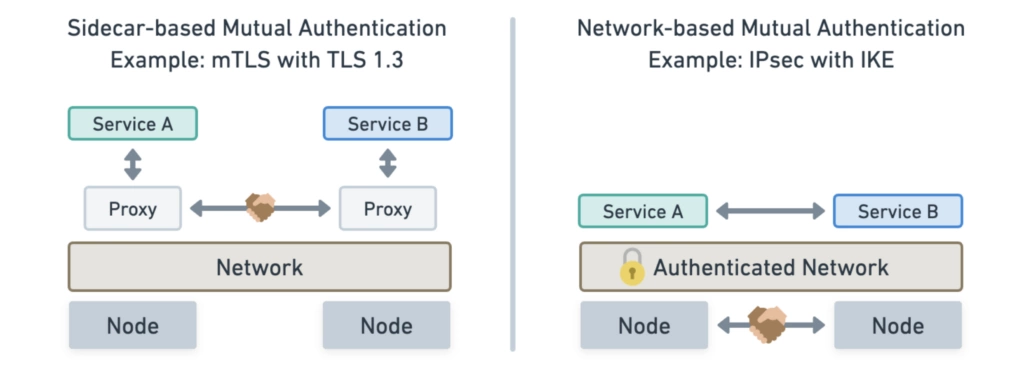 Sidecar-based Mutual Authentication
Example: mTLS with TLS 1.3
Service A
Service B
Proxy
Proxy
Network
Node
Node
Network-based Mutual Authentication
Example: IPsec with IKE
Service A
Service B
Authenticated Network
Node
Node